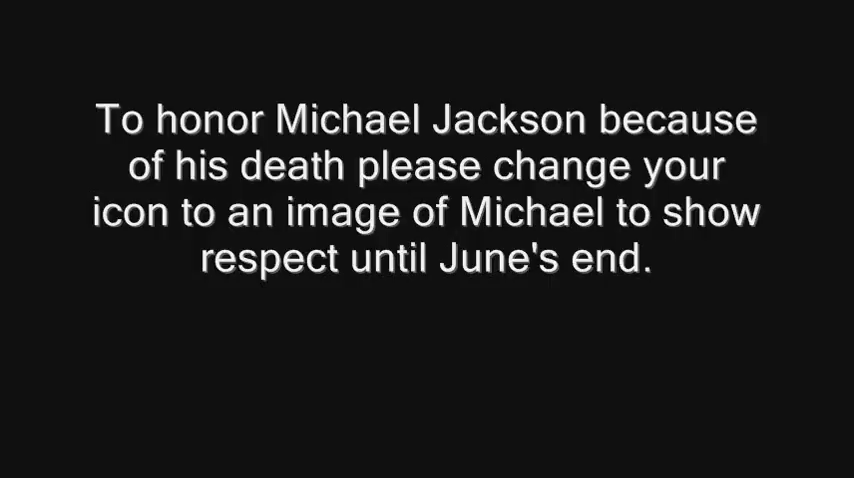 To honor Michael Jackson because
of his death please change your
icon to an image of Michael to show
respect until June's end.